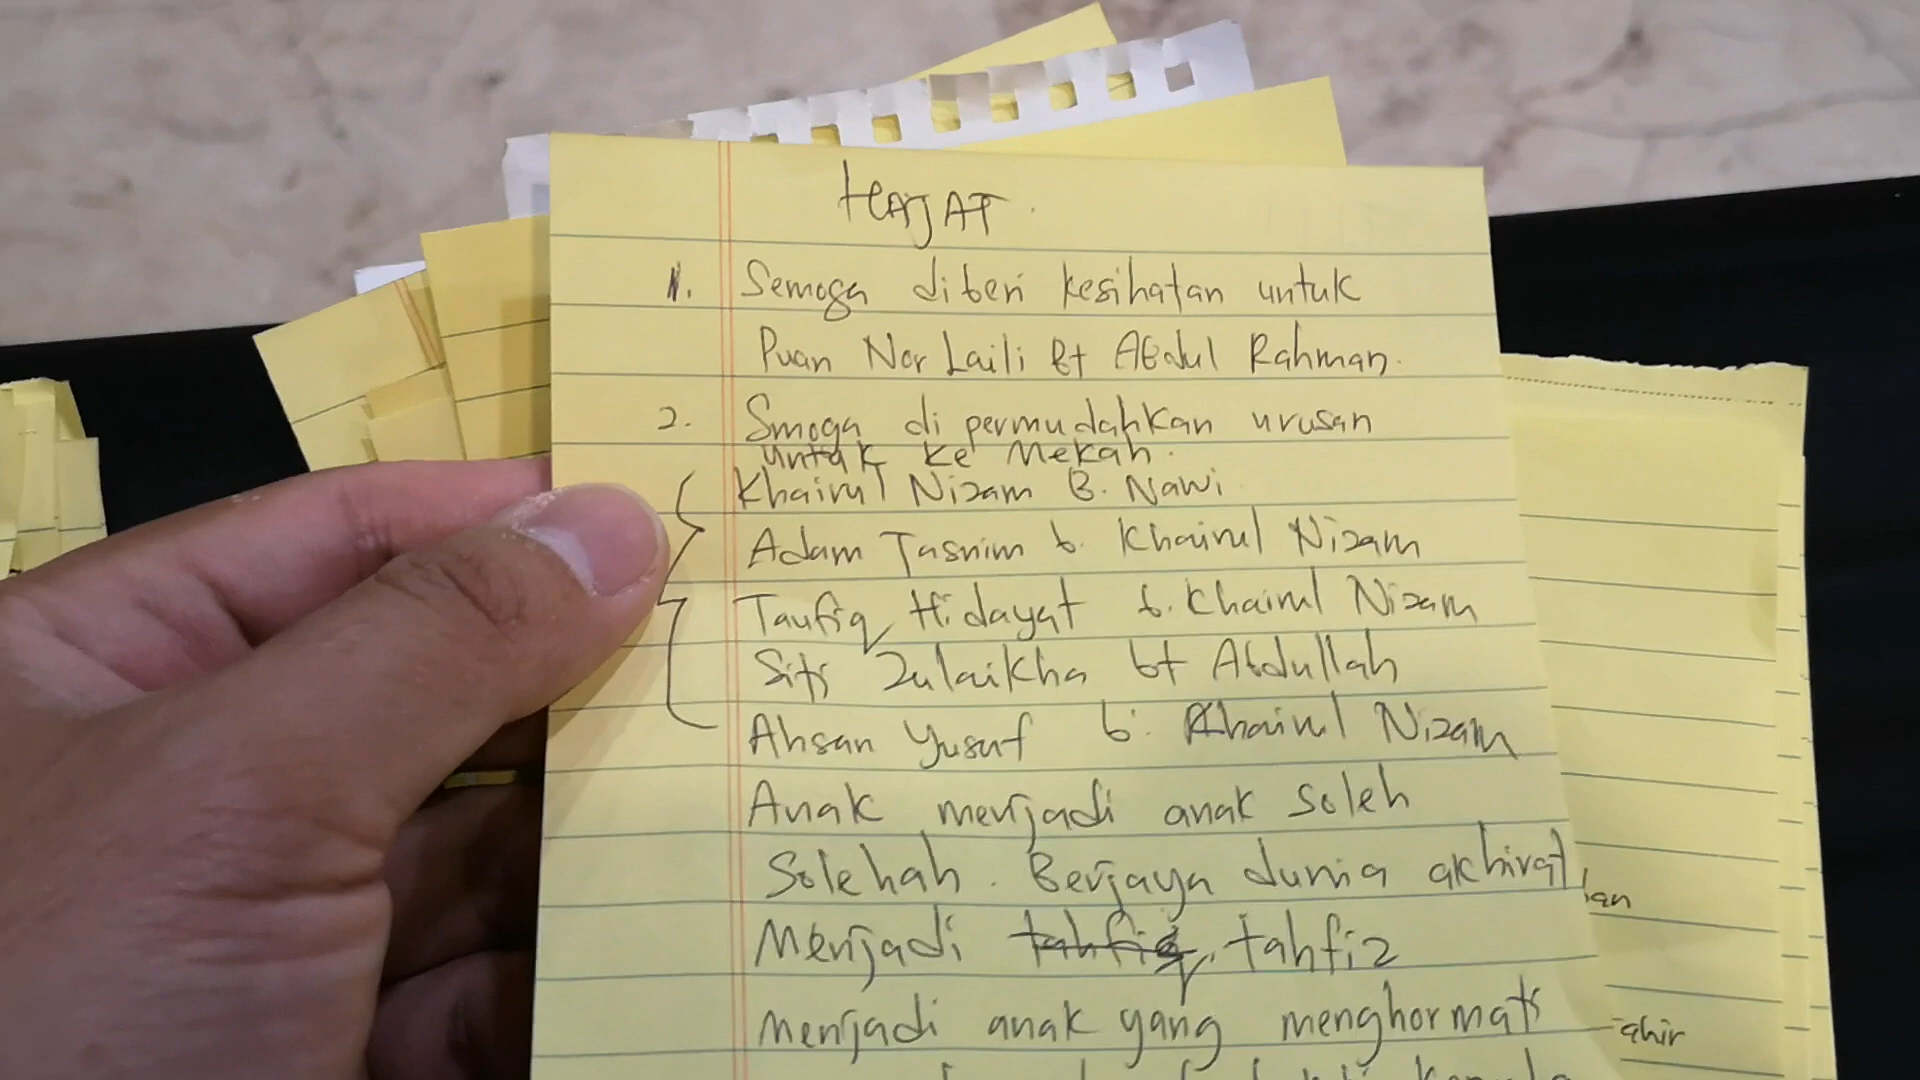 HAJAT.
1. Semoga diberi kesihatan untuk
Puan Nor Laili Bt Abdul Rahman.
2. Smoga di permudahkan urusan
untuk ke Mekah.
Khairul Nizam B. Nawi
Adam Tasnim b. Khairul Nizam
Taufiq Hidayat b. Khairul Nizam
Siti Zulaikha bt Abdullah
Ahsan Yusuf b. Khairul Nizam
Anak menjadi anak soleh
Solehah. Berjaya dunia akhirat
Menjadi tahfiq, tahfiz
menjadi anak yang menghormati